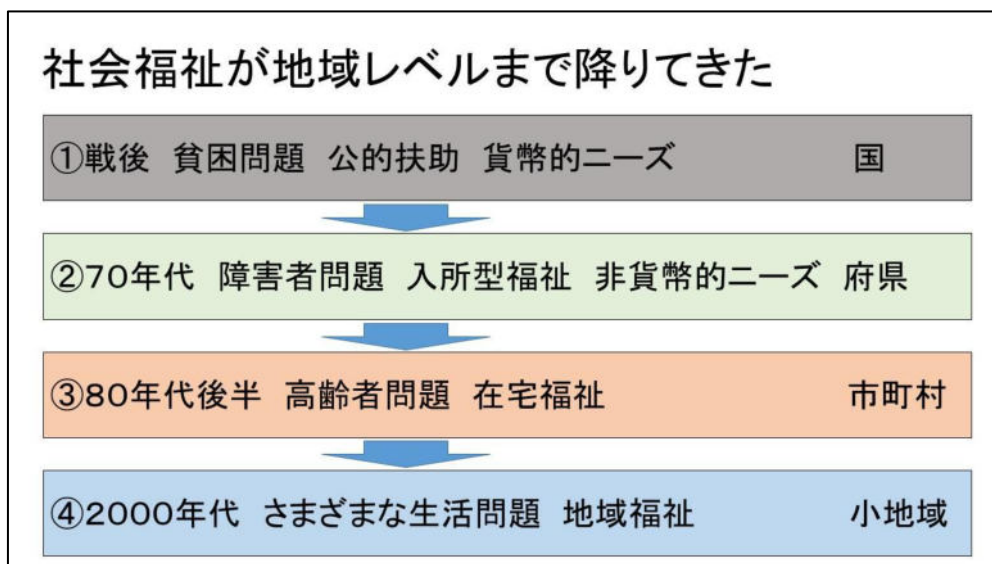 社会福祉が地域レベルまで降りてきた
①戦後 貧困問題 公的扶助 貨幣的ニーズ 国
②70年代 障害者問題 入所型福祉 非貨幣的ニーズ 府県
③80年代後半 高齢者問題 在宅福祉 市町村
④2000年代 さまざまな生活問題 地域福祉 小地域